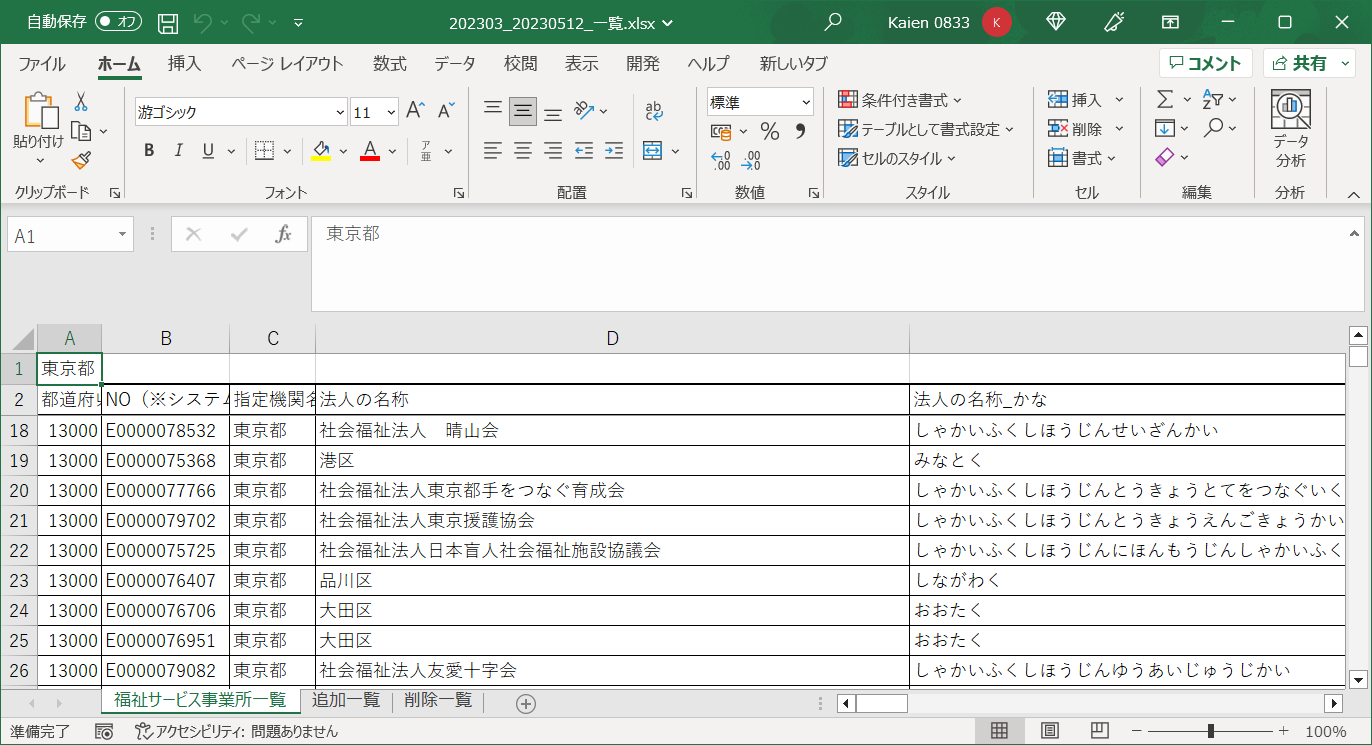 自動保存 オフ 202303_20230512_一覧.xlsx Kaien 0833 K
ファイル ホーム 挿入 ページ レイアウト 数式 データ 校閲 表示 開発 ヘルプ 新しいタブ コメント 共有
貼り付け
クリップボード
游ゴシック 11
B I U A ア亜
フォント
ab
配置
標準
% 9
.00
数値
条件付き書式
テーブルとして書式設定
セルのスタイル
スタイル
挿入
削除
書式
セル
編集
データ
分析
分析
A1 fx 東京都
A B C D
1 東京都
2 都道府 NO（※システム 指定機関名 法人の名称 法人の名称_かな
18 13000 E0000078532 東京都 社会福祉法人　晴山会 しゃかいふくしほうじんせいざんかい
19 13000 E0000075368 東京都 港区 みなとく
20 13000 E0000077766 東京都 社会福祉法人東京都手をつなぐ育成会 しゃかいふくしほうじんとうきょうとてをつなぐいく
21 13000 E0000079702 東京都 社会福祉法人東京援護協会 しゃかいふくしほうじんとうきょうえんごきょうかい
22 13000 E0000075725 東京都 社会福祉法人日本盲人社会福祉施設協議会 しゃかいふくしほうじんにほんもうじんしゃかいふく
23 13000 E0000076407 東京都 品川区 しながわく
24 13000 E0000076706 東京都 大田区 おおたく
25 13000 E0000076951 東京都 大田区 おおたく
26 13000 E0000079082 東京都 社会福祉法人友愛十字会 しゃかいふくしほうじんゆうあいじゅうじかい
福祉サービス事業所一覧 追加一覧 削除一覧
準備完了 アクセシビリティ: 問題ありません 100%